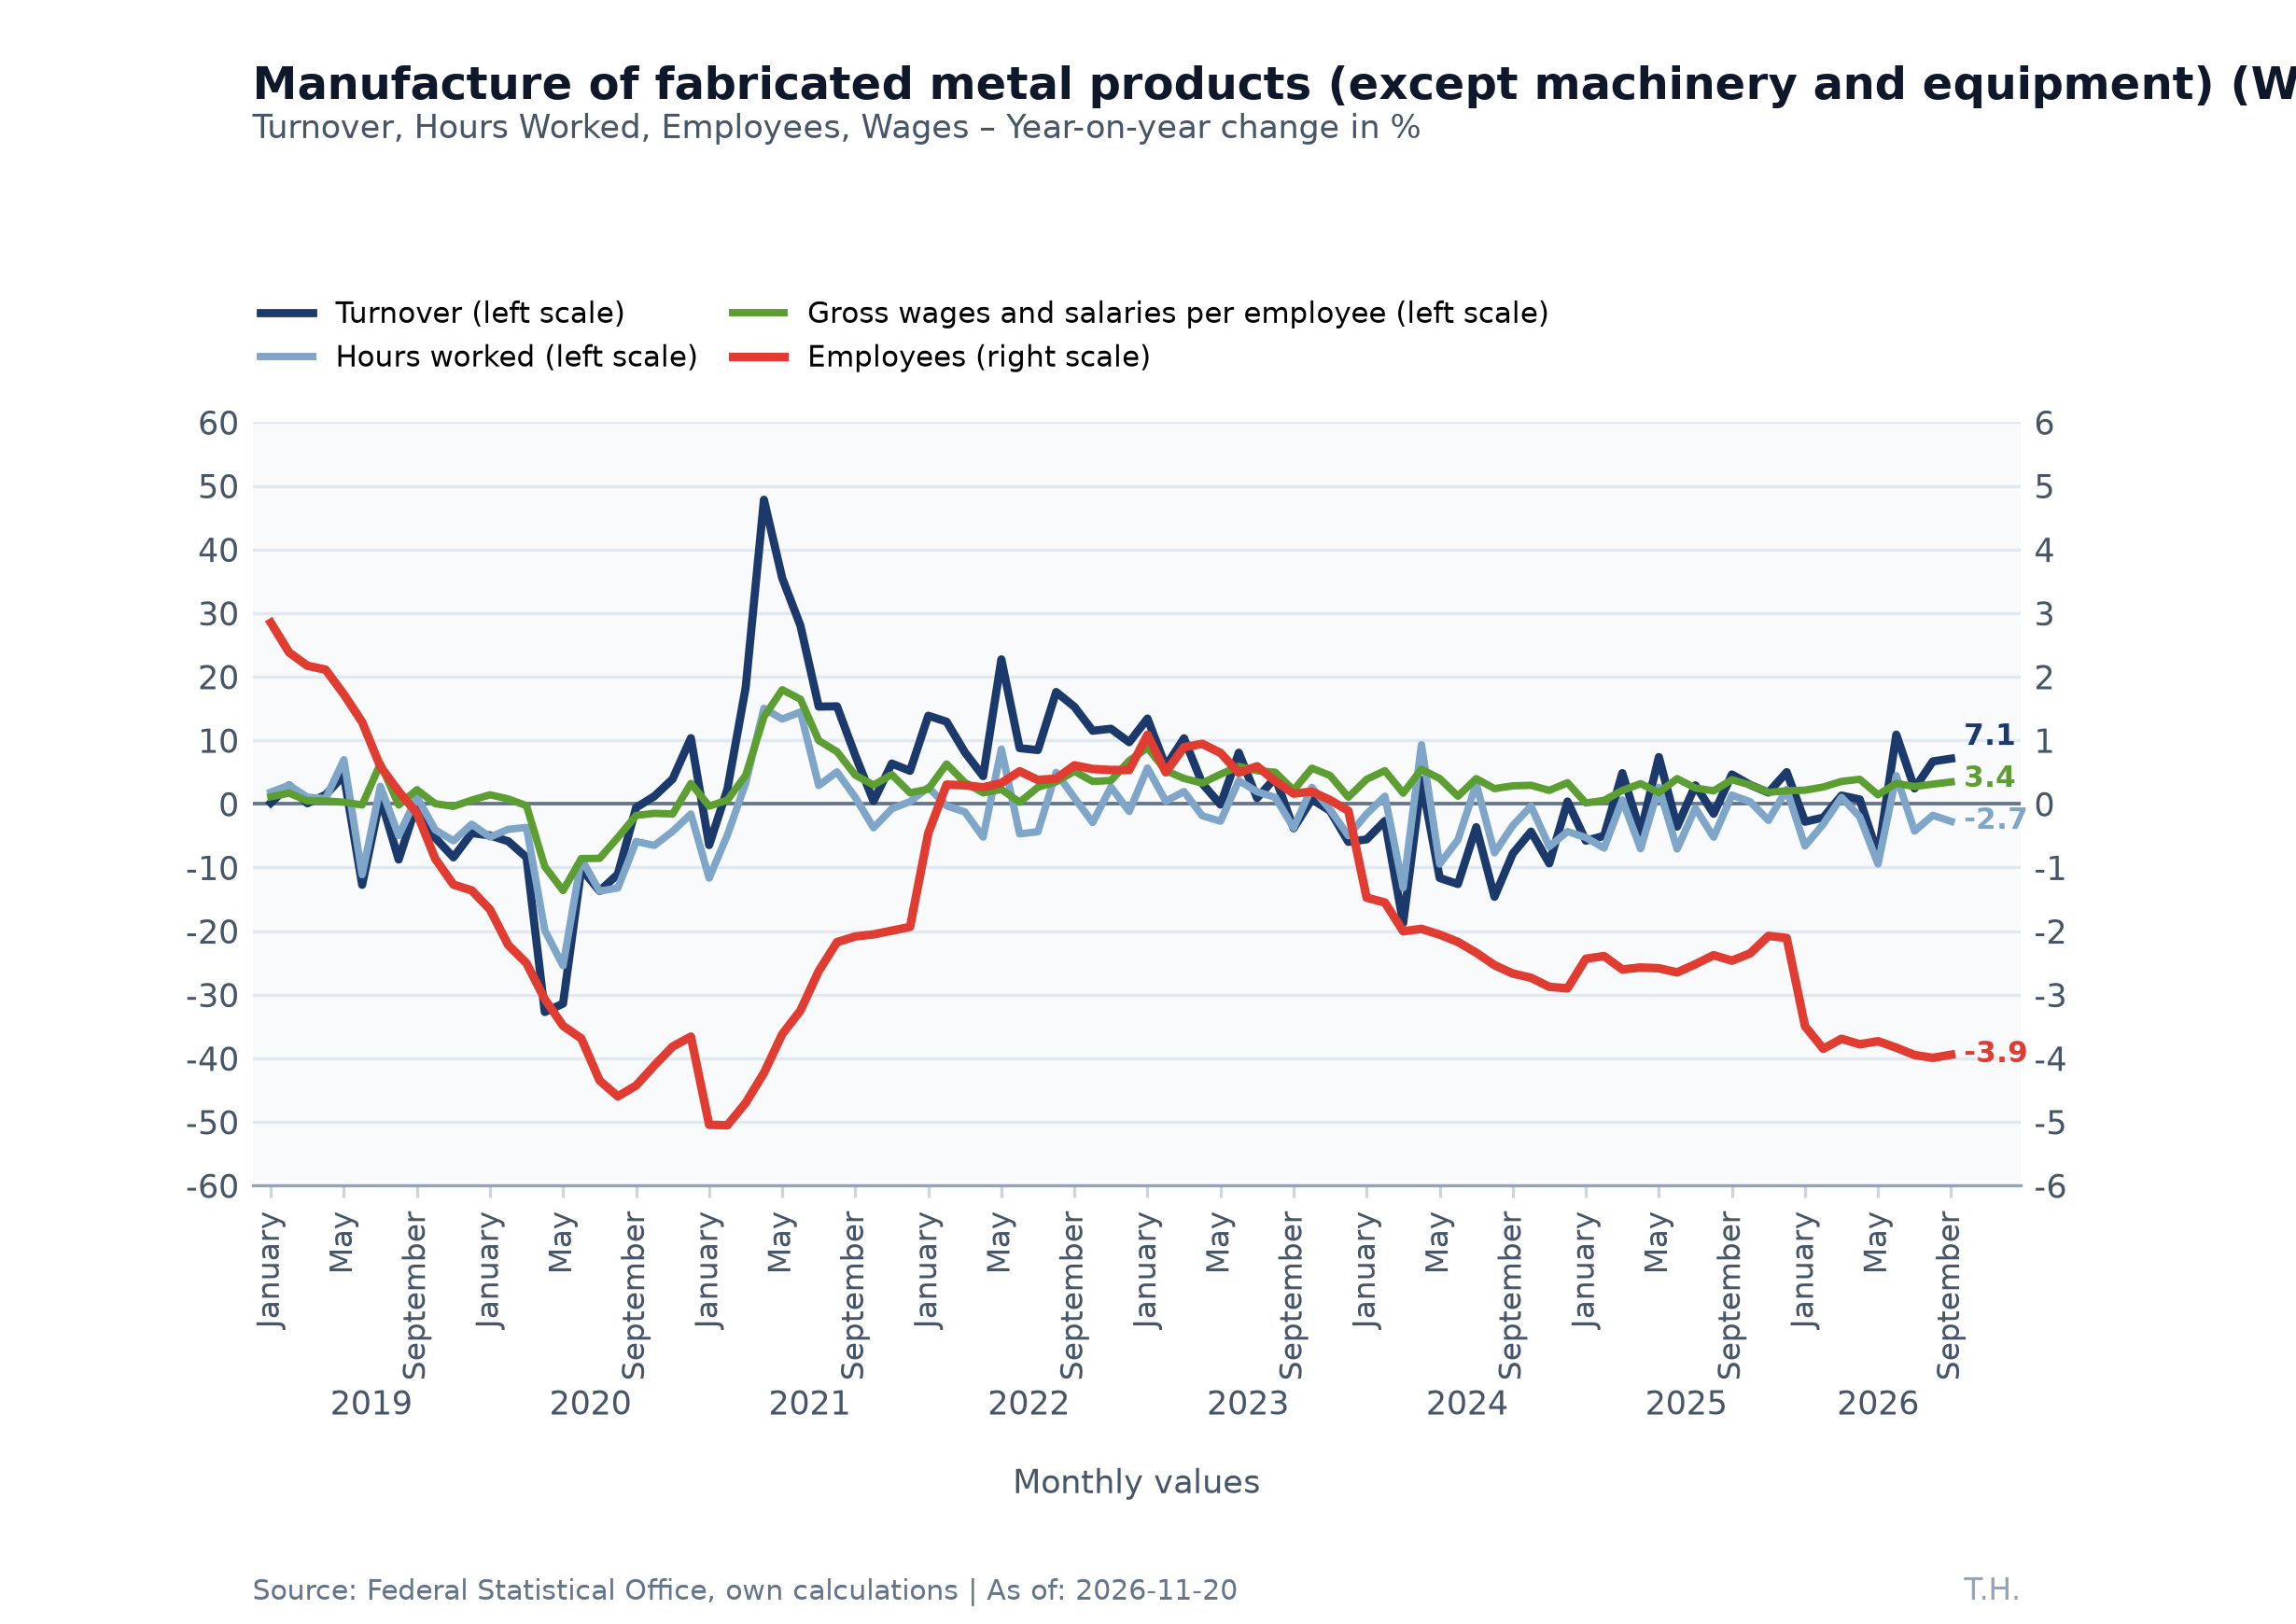 Manufacture of fabricated metal products (except machinery and equipment) (W
Turnover, Hours Worked, Employees, Wages – Year-on-year change in %
Turnover (left scale)
Hours worked (left scale)
Gross wages and salaries per employee (left scale)
Employees (right scale)
60 6
50 5
40 4
30 3
20 2
10 1
0 0
-10 -1
-20 -2
-30 -3
-40 -4
-50 -5
-60 -6
7.1
3.4
-2.7
-3.9
January May September January May September January May September January May September January May September January May September January May September January May September
2019 2020 2021 2022 2023 2024 2025 2026
Monthly values
Source: Federal Statistical Office, own calculations | As of: 2026-11-20
T.H.